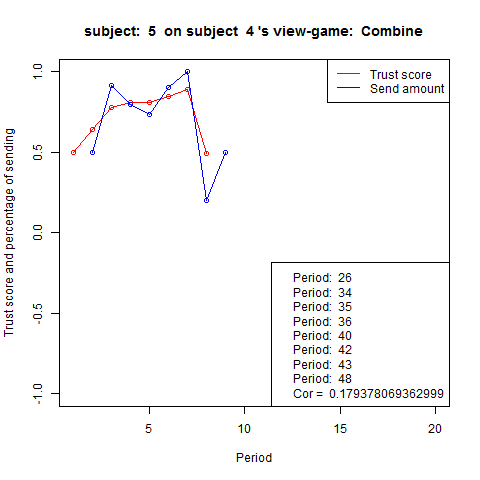 subject:  5  on subject  4 's view-game:  Combine
Trust score
Send amount
Trust score and percentage of sending
1.0
0.5
0.0
-0.5
-1.0
Period:  26
Period:  34
Period:  35
Period:  36
Period:  40
Period:  42
Period:  43
Period:  48
Cor =  0.179378069362999
5
10
15
20
Period